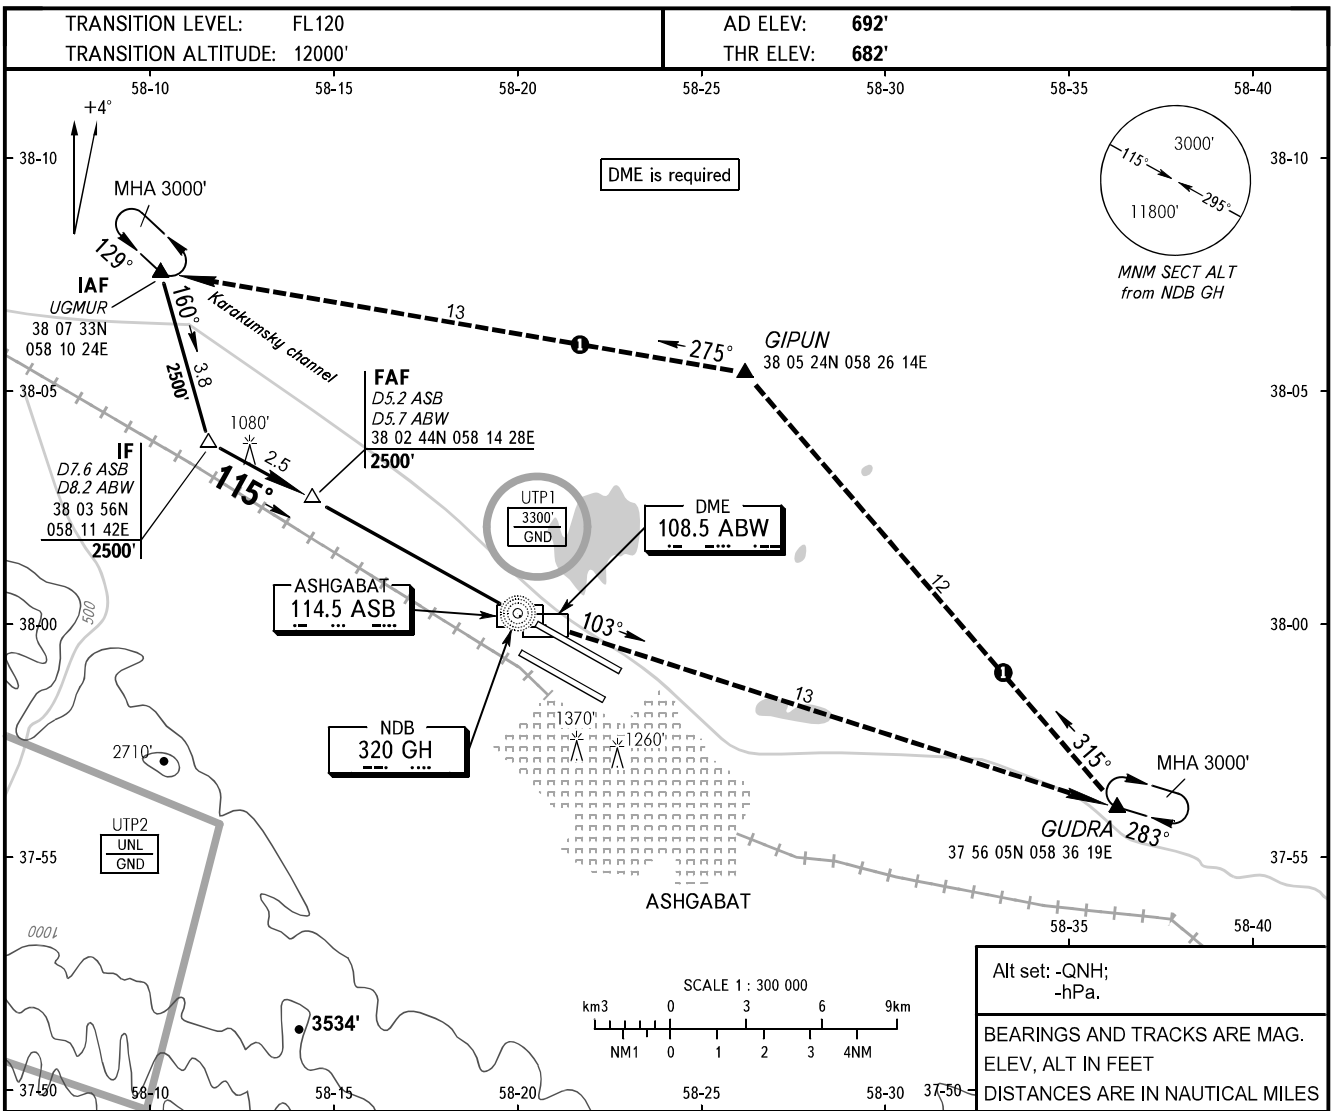 TRANSITION LEVEL: FL120
TRANSITION ALTITUDE: 12000'
AD ELEV: 692'
THR ELEV: 682'
58-10 58-15 58-20 58-25 58-30 58-35 58-40
+4°
38-10
38-10
MHA 3000'
DME is required
3000'
115°
295°
11800'
MNM SECT ALT
from NDB GH
129°
IAF
UGMUR
38 07 33N
058 10 24E
160°
3.8
2500'
Karakumsky channel
13
1
275°
GIPUN
38 05 24N 058 26 14E
38-05
38-05
FAF
D5.2 ASB
D5.7 ABW
38 02 44N 058 14 28E
2500'
1080'
2.5
115°
IF
D7.6 ASB
D8.2 ABW
38 03 56N
058 11 42E
2500'
UTP1
3300'
GND
DME
108.5 ABW
ASHGABAT
114.5 ASB
12
500
38-00
38-00
103°
13
1
NDB
320 GH
1370'
1260'
2710'
315°
MHA 3000'
GUDRA
283°
37 56 05N 058 36 19E
UTP2
UNL
GND
37-55
37-55
ASHGABAT
58-35 58-40
1000
3534'
SCALE 1 : 300 000
km3 0 3 6 9km
NM1 0 1 2 3 4NM
Alt set: -QNH;
-hPa.
BEARINGS AND TRACKS ARE MAG.
ELEV, ALT IN FEET
DISTANCES ARE IN NAUTICAL MILES
37-50 58-10 58-15 58-20 58-25 58-30 37-50